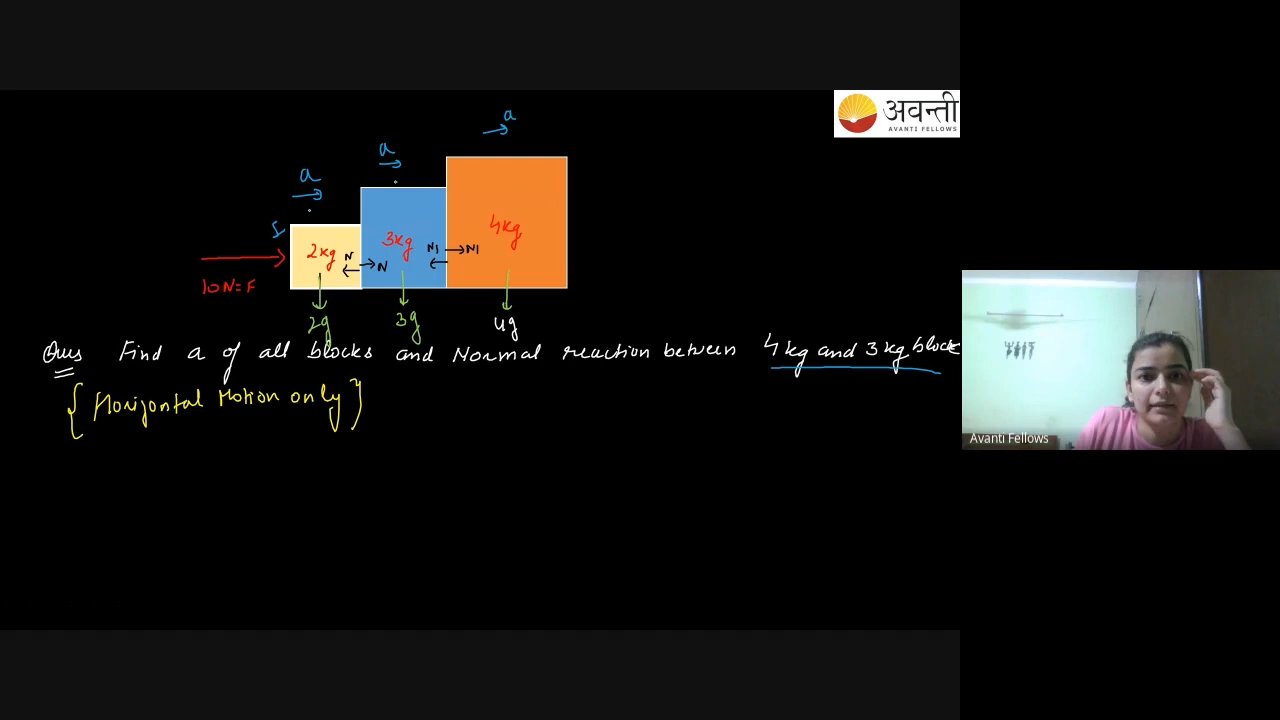 अवन्ती
AVANTI FELLOWS
a
a
a
2kg
3kg
4kg
N
N
N1
N1
10N=F
2g
3g
4g
Ques Find a of all blocks and Normal reaction between 4kg and 3kg block
{Horizontal Motion only}
Avanti Fellows